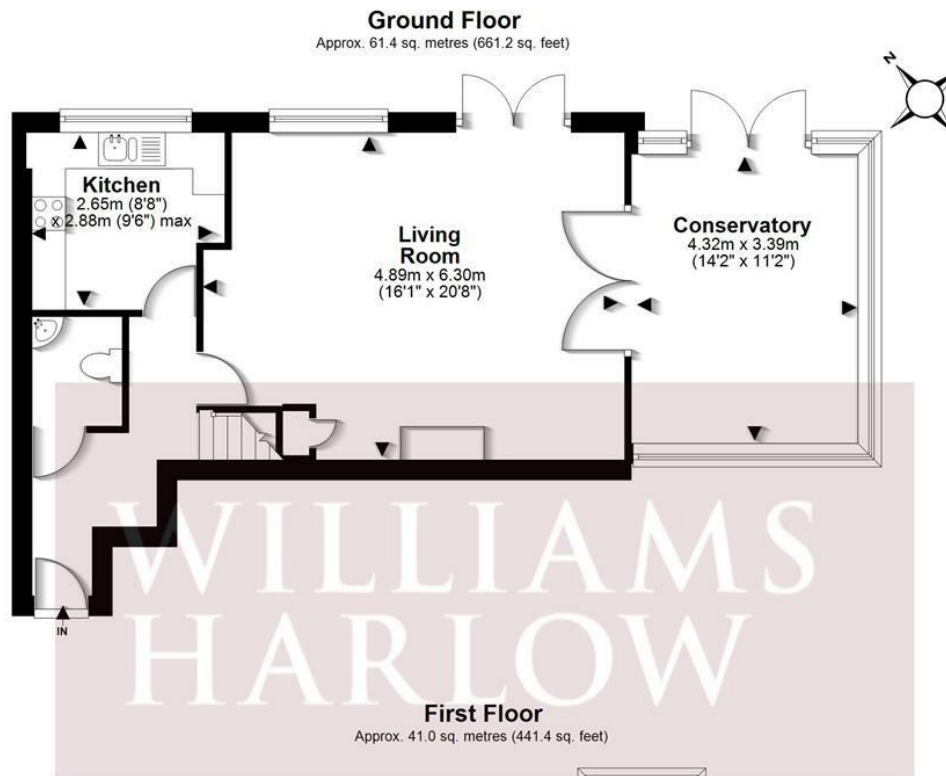 Ground Floor
Approx. 61.4 sq. metres (661.2 sq. feet)
N
Kitchen
2.65m (8'8")
x 2.88m (9'6") max
Living
Room
4.89m x 6.30m
(16'1" x 20'8")
Conservatory
4.32m x 3.39m
(14'2" x 11'2")
IN
WILLIAMS
HARLOW
First Floor
Approx. 41.0 sq. metres (441.4 sq. feet)